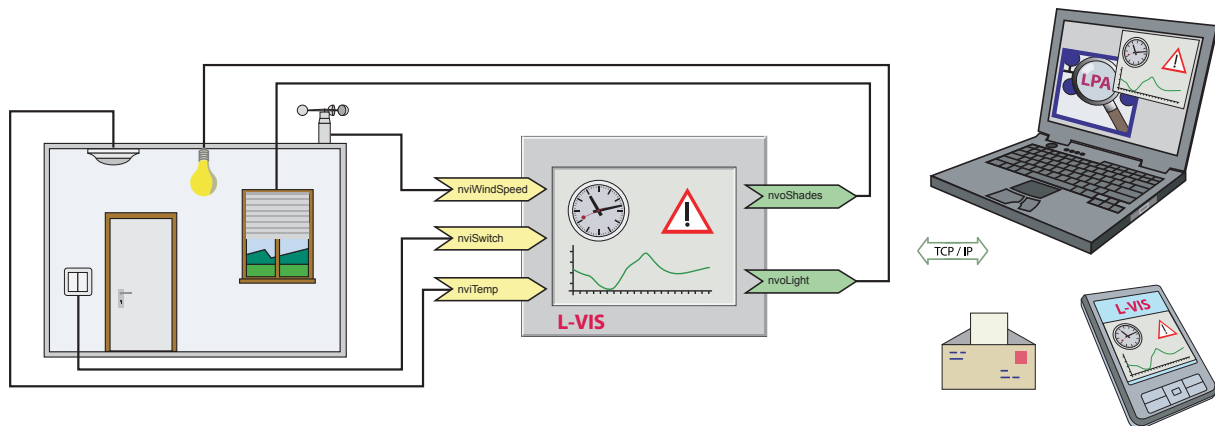 LPA
nviWindSpeed
nvoShades
nviSwitch
TCP / IP
nviTemp
nvoLight
L-VIS
L-VIS